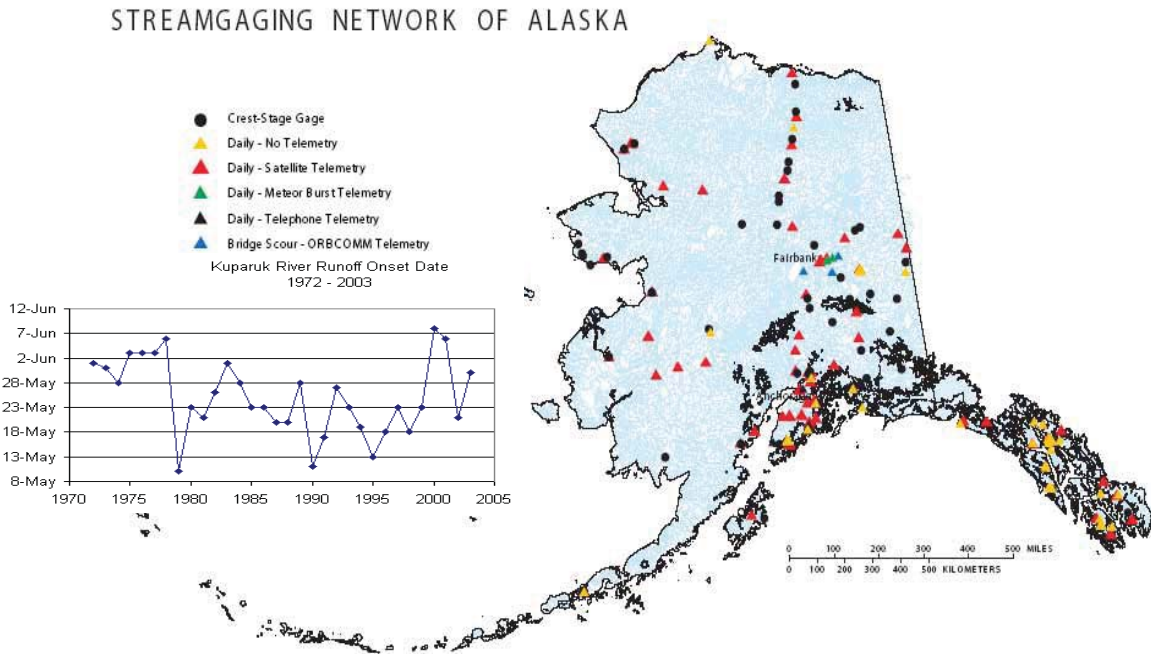 STREAMGAGING NETWORK OF ALASKA
Crest-Stage Gage
Daily - No Telemetry
Daily - Satellite Telemetry
Daily - Meteor Burst Telemetry
Daily - Telephone Telemetry
Bridge Scour - ORBCOMM Telemetry
Kuparuk River Runoff Onset Date
1972 - 2003
12-Jun
7-Jun
2-Jun
28-May
23-May
18-May
13-May
8-May
1970 1975 1980 1985 1990 1995 2000 2005
Fairbank
0 100 200 300 400 500 MILES
0 100 200 300 400 500 KILOMETERS